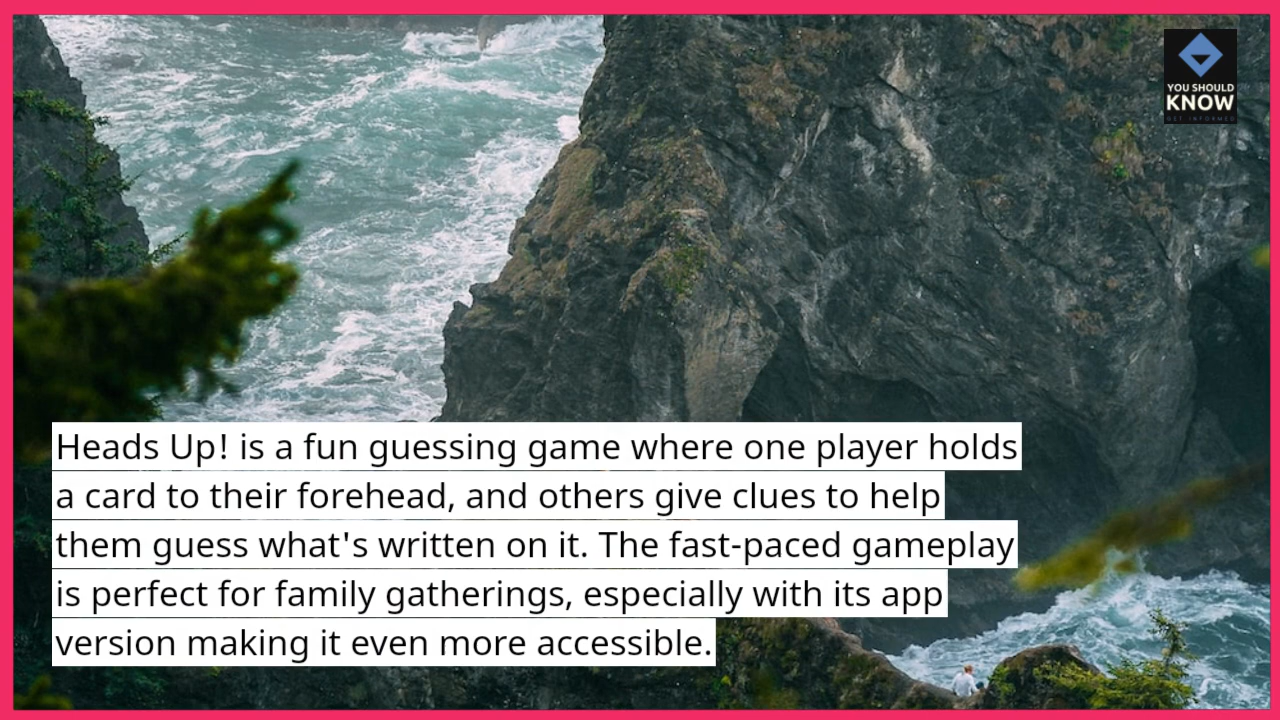 YOU SHOULD
KNOW
GET INFORMED
Heads Up! is a fun guessing game where one player holds
a card to their forehead, and others give clues to help
them guess what's written on it. The fast-paced gameplay
is perfect for family gatherings, especially with its app
version making it even more accessible.